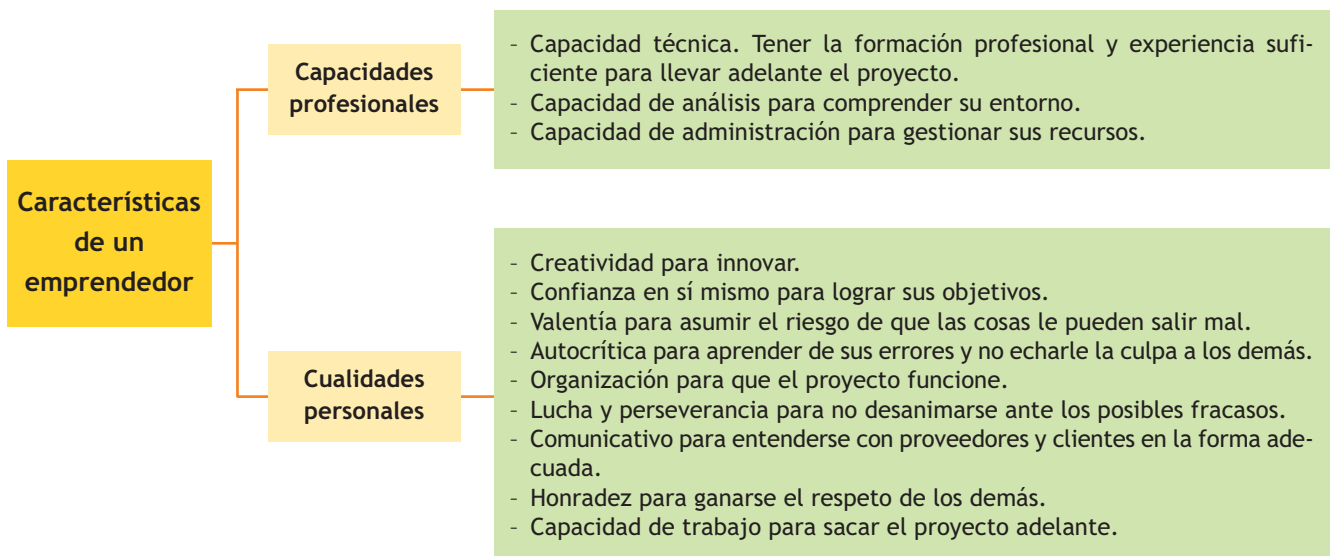 Características
de un
emprendedor
Capacidades
profesionales
- Capacidad técnica. Tener la formación profesional y experiencia sufi-
ciente para llevar adelante el proyecto.
- Capacidad de análisis para comprender su entorno.
- Capacidad de administración para gestionar sus recursos.
Cualidades
personales
- Creatividad para innovar.
- Confianza en sí mismo para lograr sus objetivos.
- Valentía para asumir el riesgo de que las cosas le pueden salir mal.
- Autocrítica para aprender de sus errores y no echarle la culpa a los demás.
- Organización para que el proyecto funcione.
- Lucha y perseverancia para no desanimarse ante los posibles fracasos.
- Comunicativo para entenderse con proveedores y clientes en la forma ade-
cuada.
- Honradez para ganarse el respeto de los demás.
- Capacidad de trabajo para sacar el proyecto adelante.